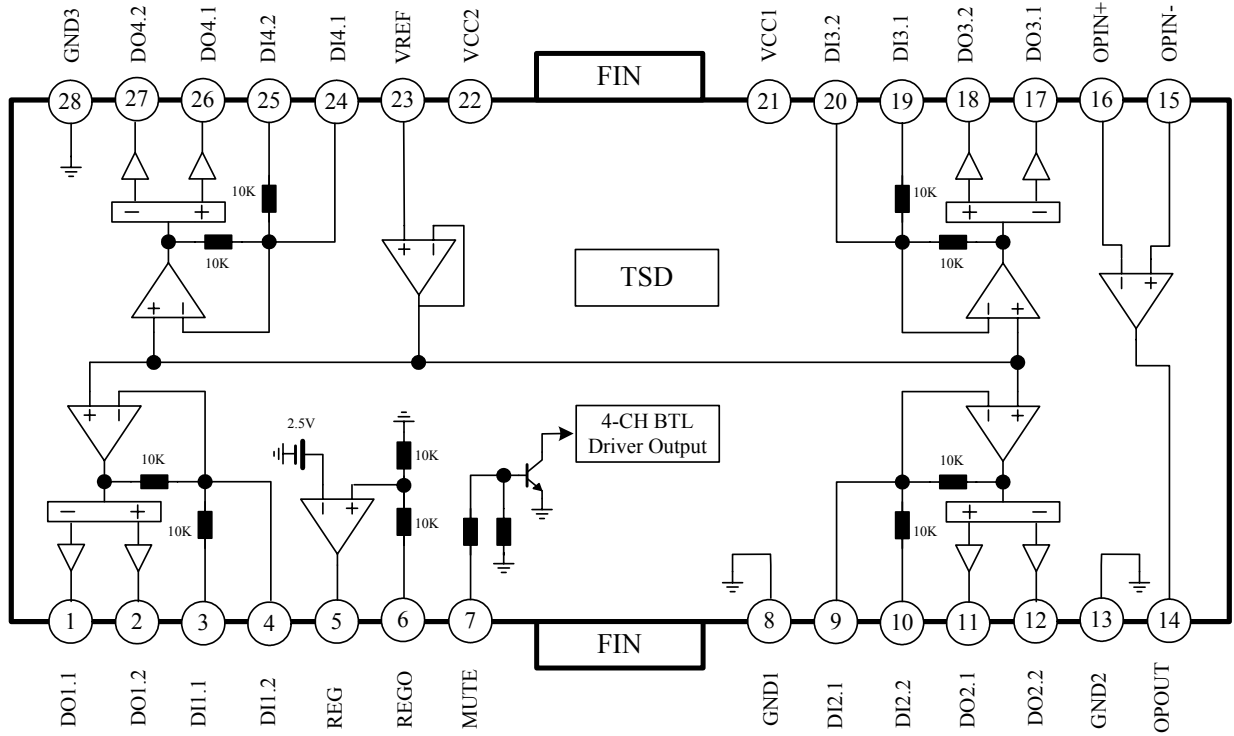 GND3 DO4.2 DO4.1 DI4.2 DI4.1 VREF VCC2 VCC1 DI3.2 DI3.1 DO3.2 DO3.1 OPIN+ OPIN-
FIN
28 27 26 25 24 23 22 21 20 19 18 17 16 15
10K
10K
− +
+ −
10K
10K
+ −
− +
+ −
TSD
− +
− +
+ −
2.5V
4-CH BTL
Driver Output
− +
10K
10K
10K
10K
− +
− +
10K
10K
+ −
1 2 3 4 5 6 7 8 9 10 11 12 13 14
FIN
DO1.1 DO1.2 DI1.1 DI1.2 REG REGO MUTE GND1 DI2.1 DI2.2 DO2.1 DO2.2 GND2 OPOUT